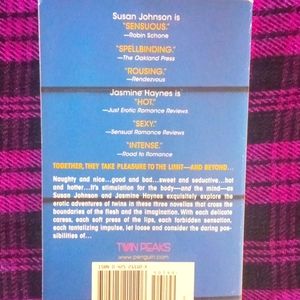 Susan Johnson is
"SENSUOUS."
—Robin Schone
"SPELLBINDING."
—The Oakland Press
"ROUSING."
—Rendezvous
Jasmine Haynes is
"HOT."
—Just Erotic Romance Reviews
"SEXY."
—Sensual Romance Reviews
"INTENSE."
—Road to Romance
TOGETHER, THEY TAKE PLEASURE TO THE LIMIT—AND BEYOND...
Naughty and nice...good and bad...sweet and seductive...hot
and hotter...It's stimulation for the body—and the mind—as
Susan Johnson and Jasmine Haynes exquisitely explore the
erotic adventures of twins in these three novellas that cross the
boundaries of the flesh and the imagination. With each delicate
caress, each soft press of the lips, each forbidden sensation,
each tantalizing impulse, let loose and consider the daring pos-
sibilities of...
TWIN PEAKS
www.penguin.com
ISBN